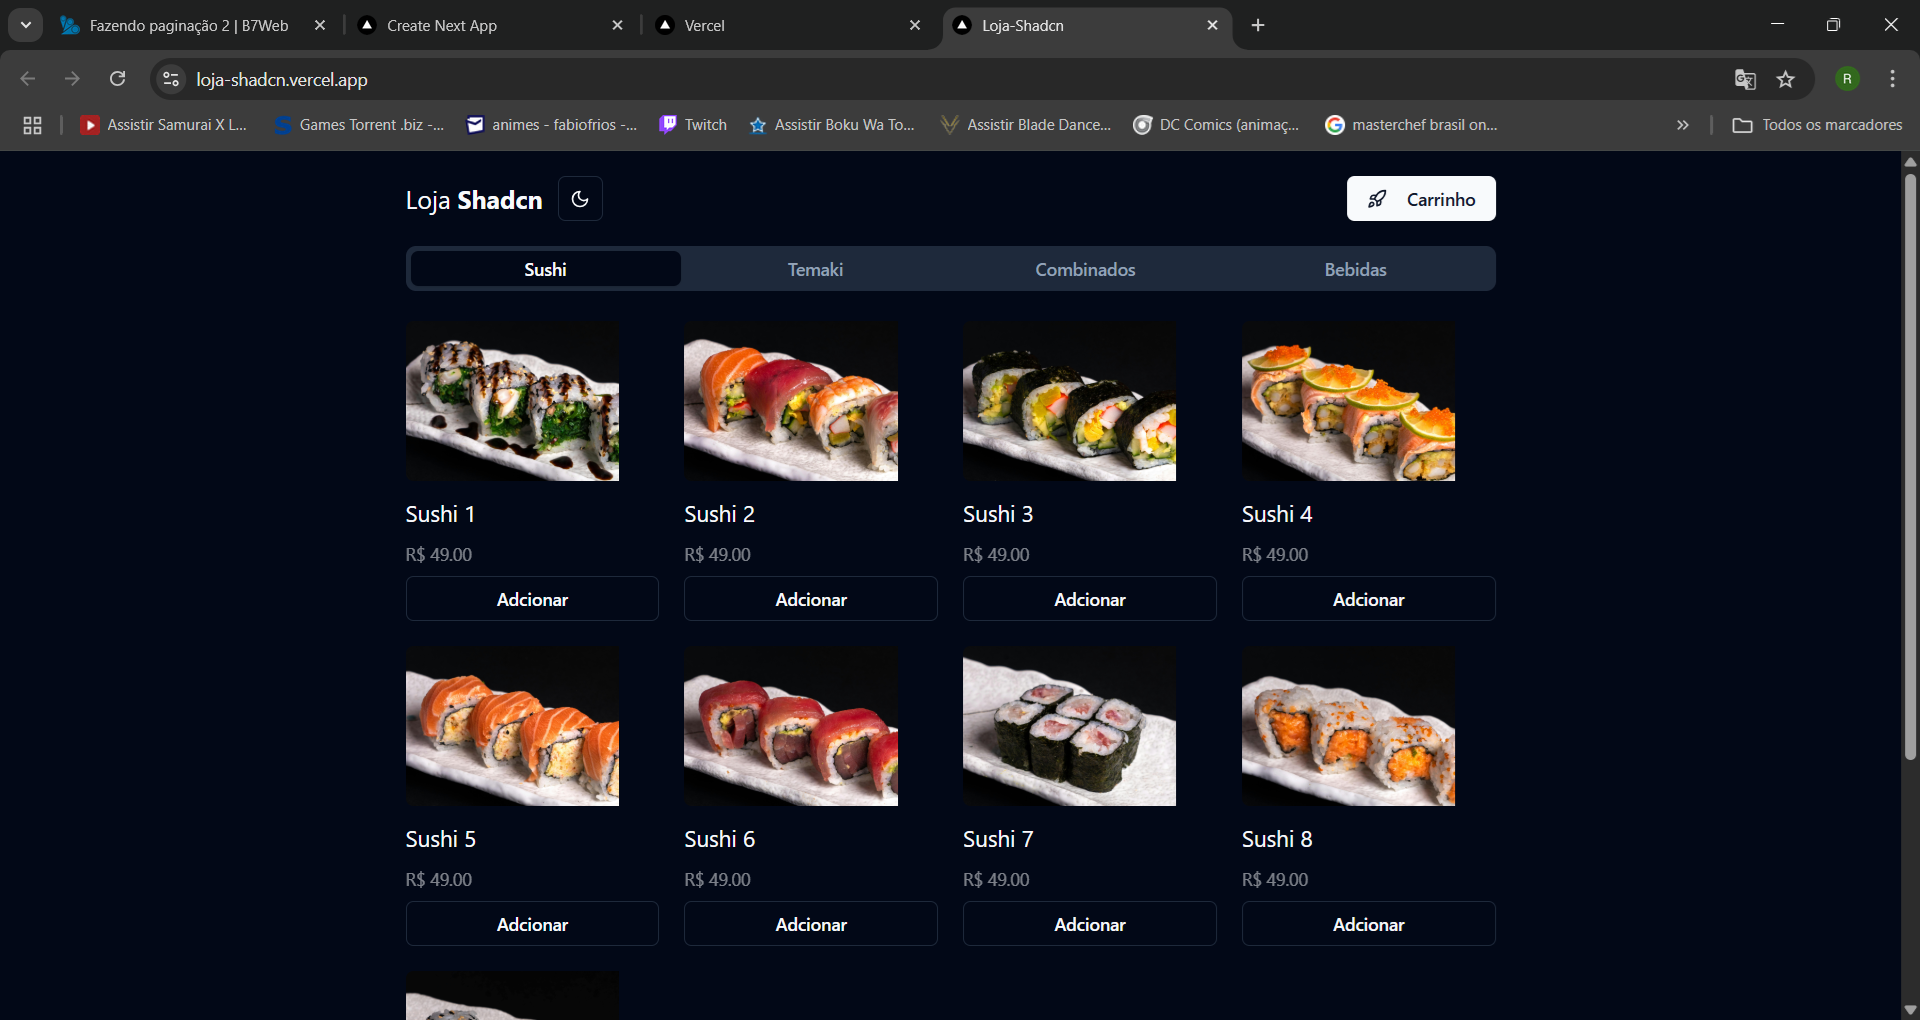 Fazendo paginação 2 | B7Web
Create Next App
Vercel
Loja-Shadcn
loja-shadcn.vercel.app
R
Assistir Samurai X L...
Games Torrent .biz -...
animes - fabiofrios -...
Twitch
Assistir Boku Wa To...
Assistir Blade Dance...
DC Comics (animaç...
masterchef brasil on...
Todos os marcadores
Loja Shadcn
Carrinho
Sushi
Temaki
Combinados
Bebidas
Sushi 1
Sushi 2
Sushi 3
Sushi 4
R$ 49.00
R$ 49.00
R$ 49.00
R$ 49.00
Adcionar
Adcionar
Adcionar
Adcionar
Sushi 5
Sushi 6
Sushi 7
Sushi 8
R$ 49.00
R$ 49.00
R$ 49.00
R$ 49.00
Adcionar
Adcionar
Adcionar
Adcionar